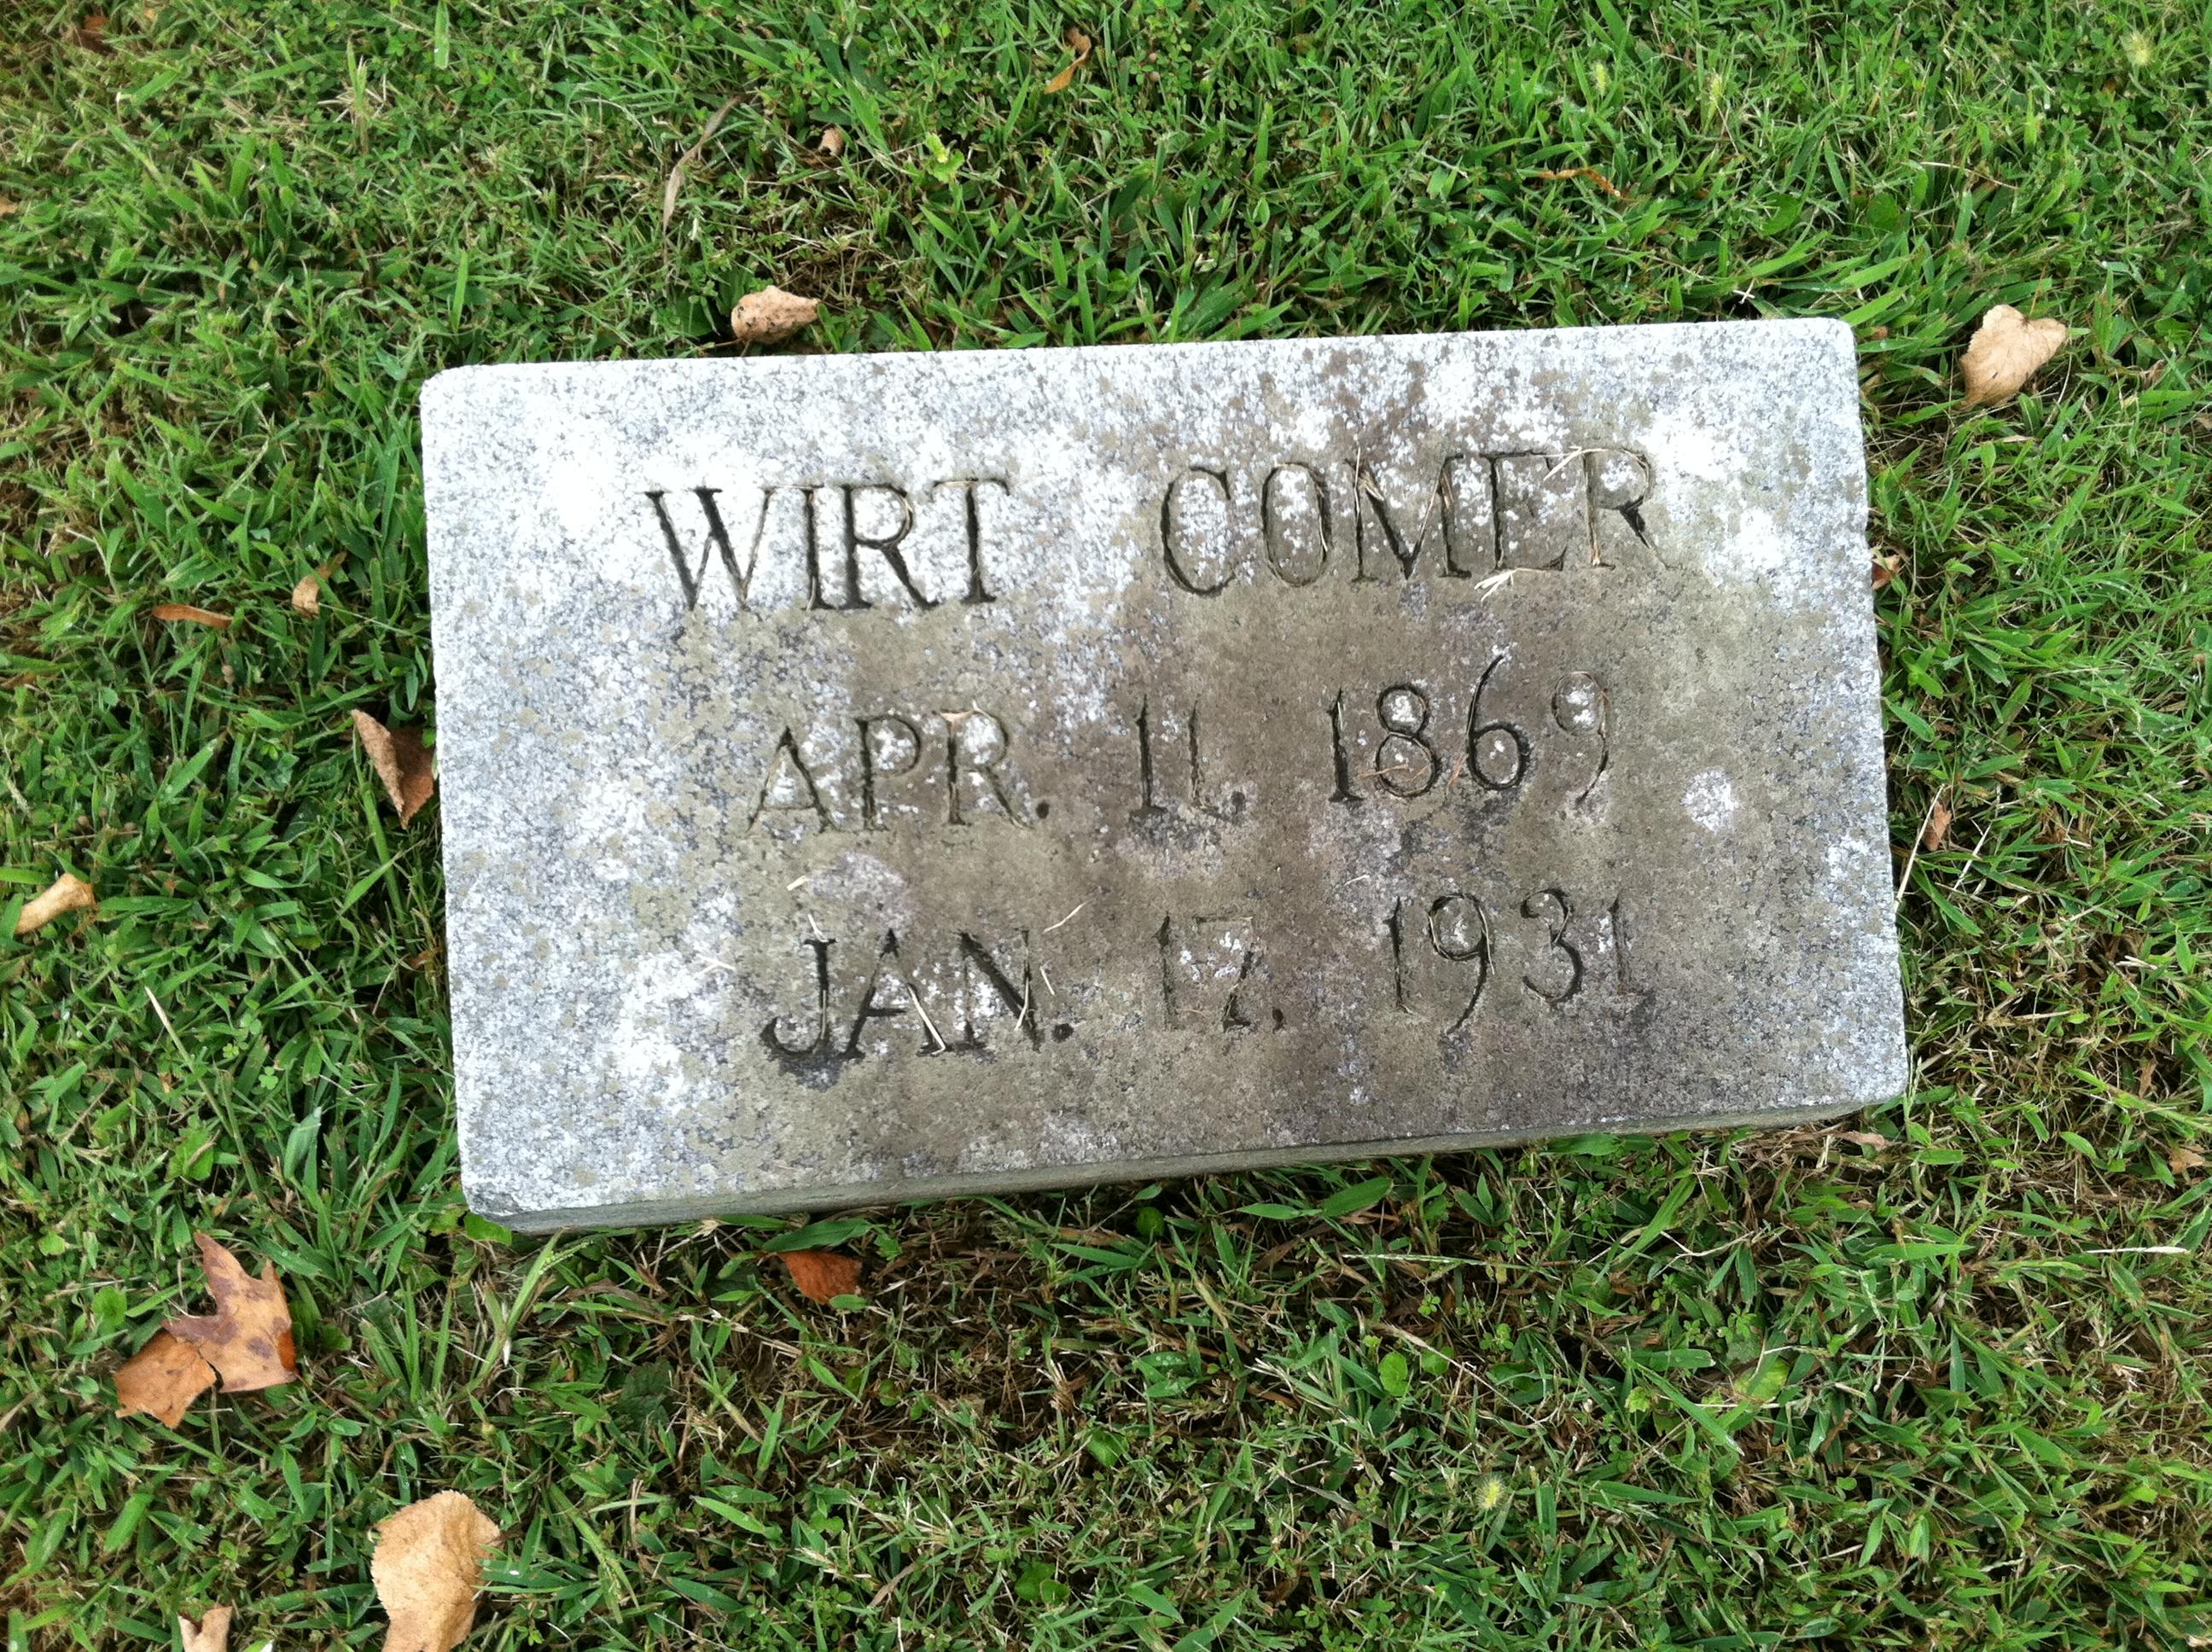 WIRT COMER
APR. 11. 1869
JAN. 17. 1931